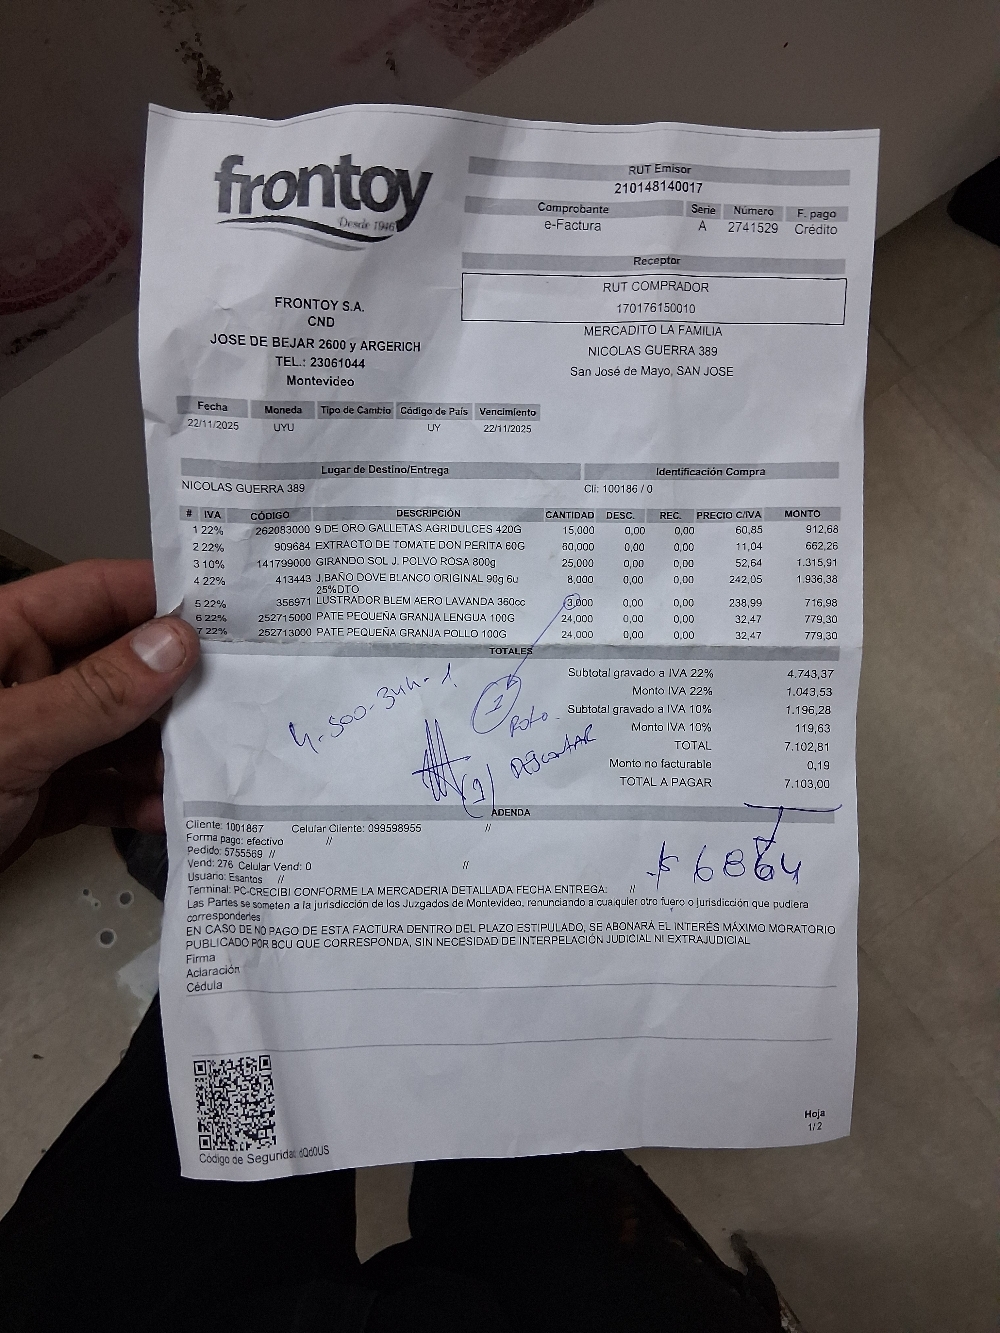 frontoy
Desde 1946
RUT Emisor
210148140017
Comprobante Serie Número F. pago
e-Factura A 2741529 Crédito
Receptor
RUT COMPRADOR
170176150010
MERCADITO LA FAMILIA
NICOLAS GUERRA 389
San José de Mayo, SAN JOSE
FRONTOY S.A.
CND
JOSE DE BEJAR 2600 y ARGERICH
TEL.: 23061044
Montevideo
Fecha Moneda Tipo de Cambio Código de País Vencimiento
22/11/2025 UYU UY 22/11/2025
Lugar de Destino/Entrega Identificación Compra
NICOLAS GUERRA 389 Cli: 100186 / 0
# IVA CÓDIGO DESCRIPCIÓN CANTIDAD DESC. REC. PRECIO C/IVA MONTO
1 22% 262083000 9 DE ORO GALLETAS AGRIDULCES 420G 15,000 0,00 0,00 60,85 912,68
2 22% 909684 EXTRACTO DE TOMATE DON PERITA 60G 60,000 0,00 0,00 11,04 662,26
3 10% 141799000 GIRANDO SOL J. POLVO ROSA 800g 25,000 0,00 0,00 52,64 1.315,91
4 22% 413443 J.BAÑO DOVE BLANCO ORIGINAL 90g 6u 8,000 0,00 0,00 242,05 1.936,38
25%DTO
5 22% 356971 LUSTRADOR BLEM AERO LAVANDA 360cc 3,000 0,00 0,00 238,99 716,98
6 22% 252715000 PATE PEQUEÑA GRANJA LENGUA 100G 24,000 0,00 0,00 32,47 779,30
7 22% 252713000 PATE PEQUEÑA GRANJA POLLO 100G 24,000 0,00 0,00 32,47 779,30
TOTALES
Subtotal gravado a IVA 22% 4.743,37
Monto IVA 22% 1.043,53
Subtotal gravado a IVA 10% 1.196,28
Monto IVA 10% 119,63
TOTAL 7.102,81
Monto no facturable 0,19
TOTAL A PAGAR 7.103,00
4-500-344-1
ROTO
DESCONTAR
ADENDA
$ 6864
Cliente: 1001867 Celular Cliente: 099598955 //
Forma pago: efectivo //
Pedido: 5755569 //
Vend: 276 Celular Vend: 0 //
Usuario: Esantos //
Terminal: PC-CRECIBI CONFORME LA MERCADERIA DETALLADA FECHA ENTREGA: //
Las Partes se someten a la jurisdicción de los Juzgados de Montevideo, renunciando a cualquier otro fuero o jurisdicción que pudiera
corresponderles
EN CASO DE NO PAGO DE ESTA FACTURA DENTRO DEL PLAZO ESTIPULADO, SE ABONARÁ EL INTERÉS MÁXIMO MORATORIO
PUBLICADO POR BCU QUE CORRESPONDA, SIN NECESIDAD DE INTERPELACIÓN JUDICIAL NI EXTRAJUDICIAL
Firma
Aclaración
Cédula
Código de Seguridad: dQd0US
Hoja
1/2